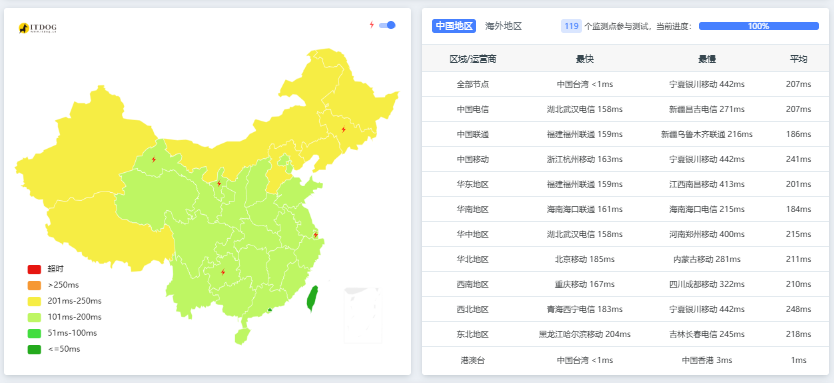 ITDOG
超时
>250ms
201ms-250ms
101ms-200ms
51ms-100ms
<=50ms
中国地区 海外地区 119 个监测点参与测试，当前进度： 100%
区域/运营商 最快 最慢 平均
全部节点 中国台湾 <1ms 宁夏银川移动 442ms 207ms
中国电信 湖北武汉电信 158ms 新疆昌吉电信 271ms 207ms
中国联通 福建福州联通 159ms 新疆乌鲁木齐联通 216ms 186ms
中国移动 浙江杭州移动 163ms 宁夏银川移动 442ms 241ms
华东地区 福建福州联通 159ms 江西南昌移动 413ms 201ms
华南地区 海南海口联通 161ms 海南海口电信 215ms 184ms
华中地区 湖北武汉电信 158ms 河南郑州移动 400ms 215ms
华北地区 北京移动 185ms 内蒙古移动 281ms 211ms
西南地区 重庆移动 167ms 四川成都移动 322ms 210ms
西北地区 青海西宁电信 183ms 宁夏银川移动 442ms 248ms
东北地区 黑龙江哈尔滨移动 204ms 吉林长春电信 245ms 218ms
港澳台 中国台湾 <1ms 中国香港 3ms 1ms